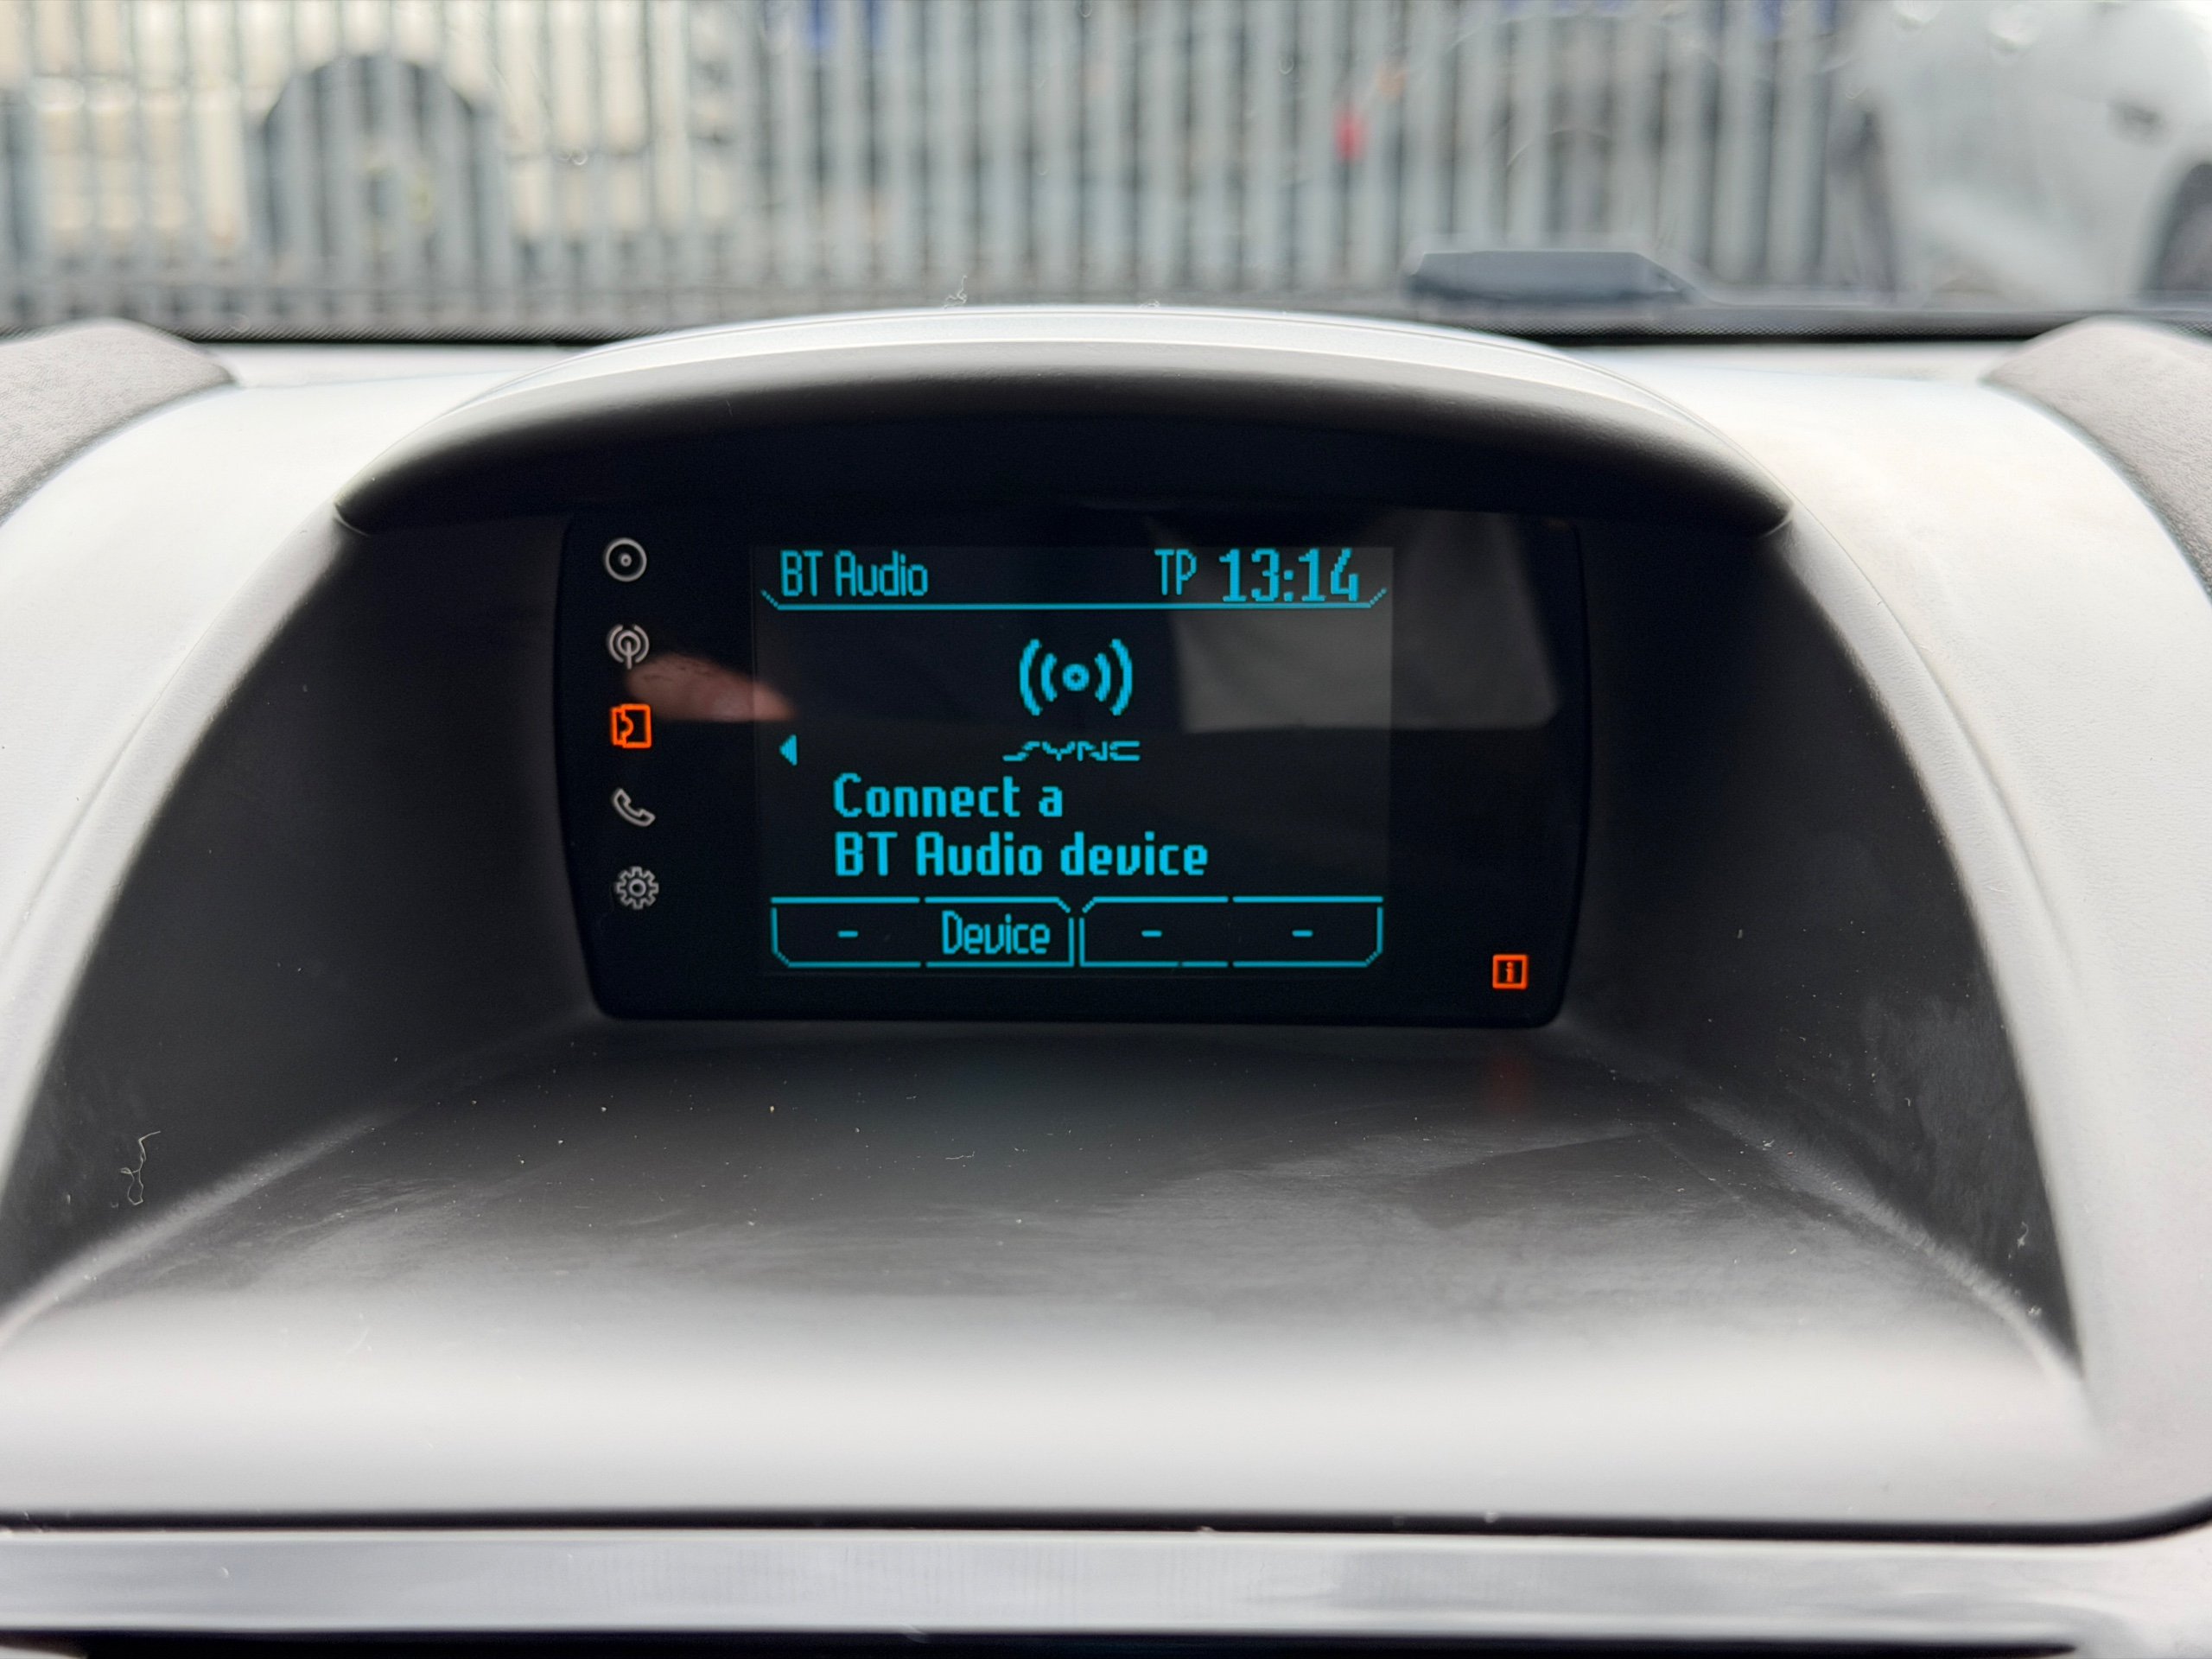 BT Audio TP 13:14
SYNC
Connect a
BT Audio device
- Device - -
i